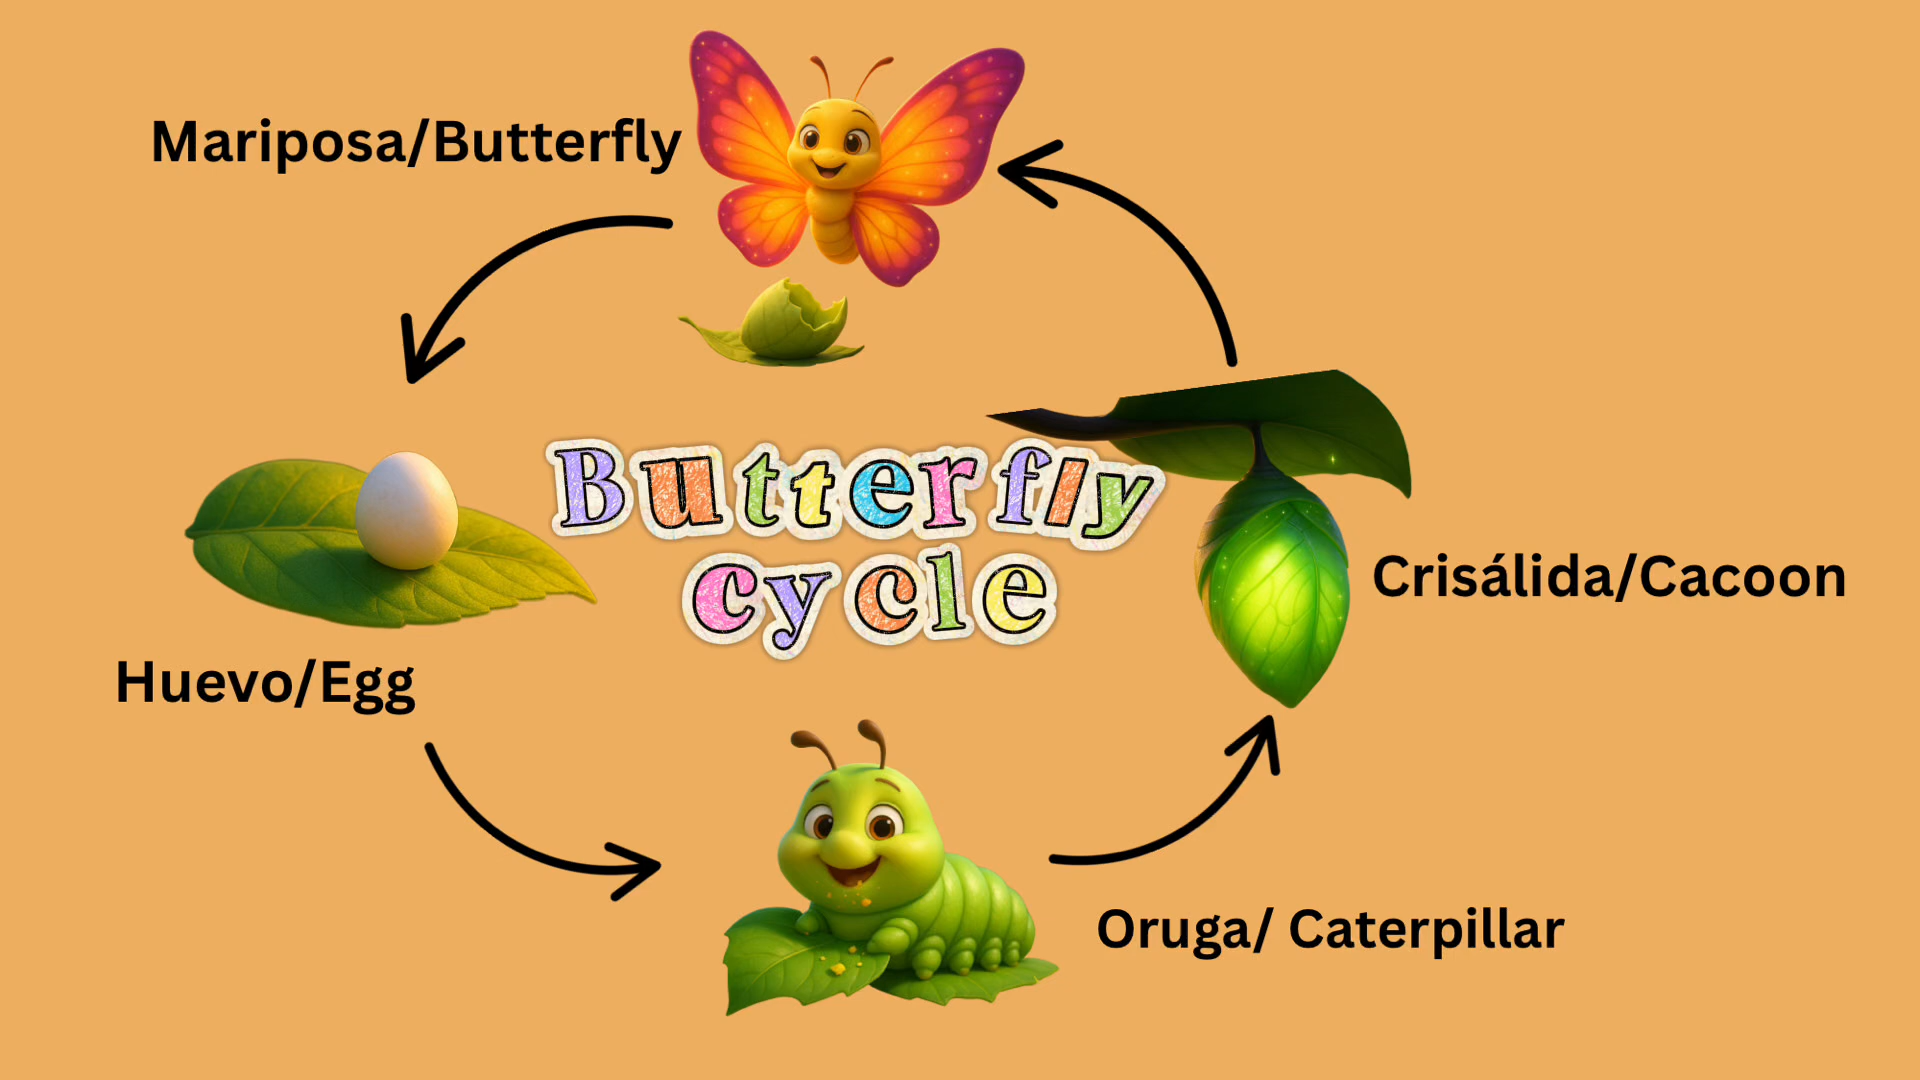 Mariposa/Butterfly
Butterfly
cycle
Crisálida/Cacoon
Huevo/Egg
Oruga/ Caterpillar